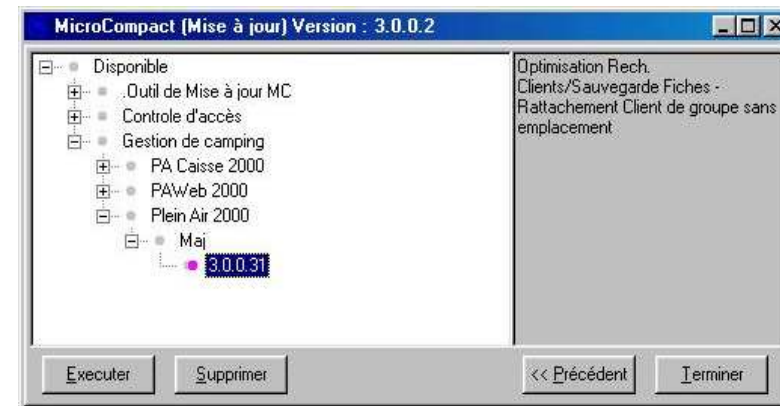 MicroCompact (Mise à jour) Version : 3.0.0.2
Disponible
.Outil de Mise à jour MC
Controle d'accès
Gestion de camping
PA Caisse 2000
PAWeb 2000
Plein Air 2000
Maj
3.0.0.31
Optimisation Rech.
Clients/Sauvegarde Fiches -
Rattachement Client de groupe sans
emplacement
Executer
Supprimer
<< Précédent
Terminer